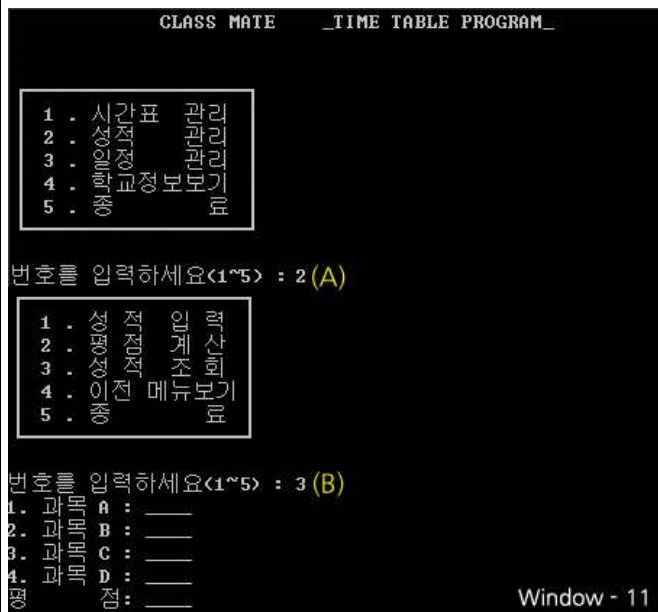 CLASS MATE _TIME TABLE PROGRAM_
1 . 시간표 관리
2 . 성적 관리
3 . 일정 관리
4 . 학교정보보기
5 . 종 료
번호를 입력하세요(1~5) : 2 (A)
1 . 성 적 입 력
2 . 평 점 계 산
3 . 성 적 조 회
4 . 이전 메뉴보기
5 . 종 료
번호를 입력하세요(1~5) : 3 (B)
1. 과목 A : ____
2. 과목 B : ____
3. 과목 C : ____
4. 과목 D : ____
평 점: ____
Window - 11